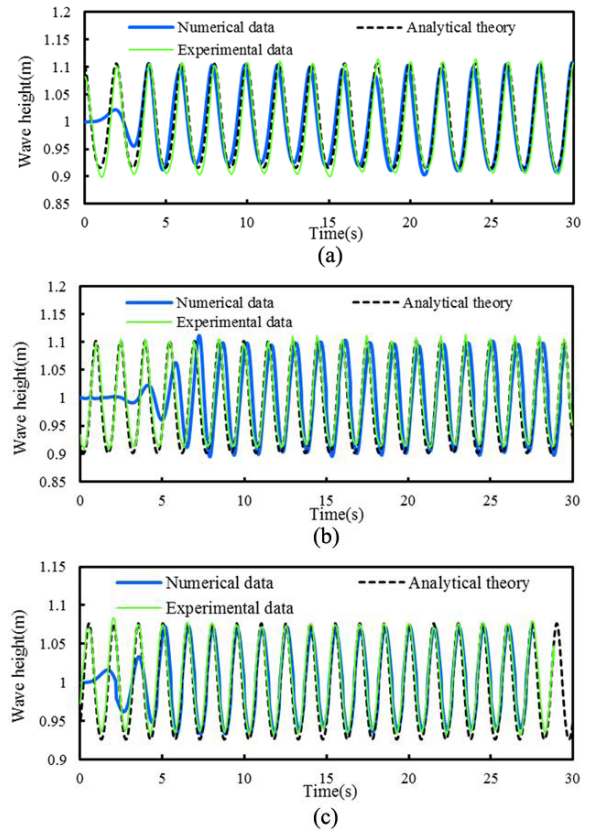 1.2
Numerical data
Analytical theory
Experimental data
1.15
1.1
1.05
1
0.95
0.9
0.85
Wave height(m)
0 5 10 15 20 25 30
Time(s)
(a)
1.2
Numerical data
Analytical theory
Experimental data
1.15
1.1
1.05
1
0.95
0.9
0.85
Wave height(m)
0 5 10 15 20 25 30
Time(s)
(b)
1.15
Numerical data
Analytical theory
Experimental data
1.1
1.05
1
0.95
0.9
Wave height(m)
0 5 10 15 20 25 30
Time(s)
(c)